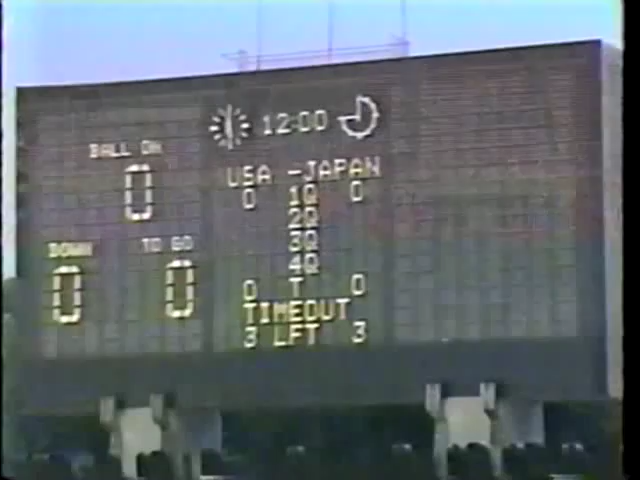 12:00
BALL ON
0
DOWN TO GO
0 0
USA - JAPAN
0 1Q 0
2Q
3Q
4Q
0 T 0
TIMEOUT
3 LFT 3